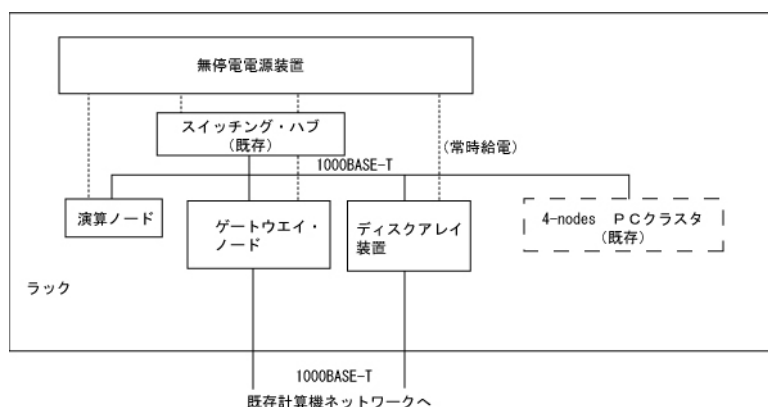 無停電電源装置
スイッチング・ハブ
(既存)
(常時給電)
1000BASE-T
演算ノード
ゲートウエイ・
ノード
ディスクアレイ
装置
4-nodes　PCクラスタ
(既存)
ラック
1000BASE-T
既存計算機ネットワークへ